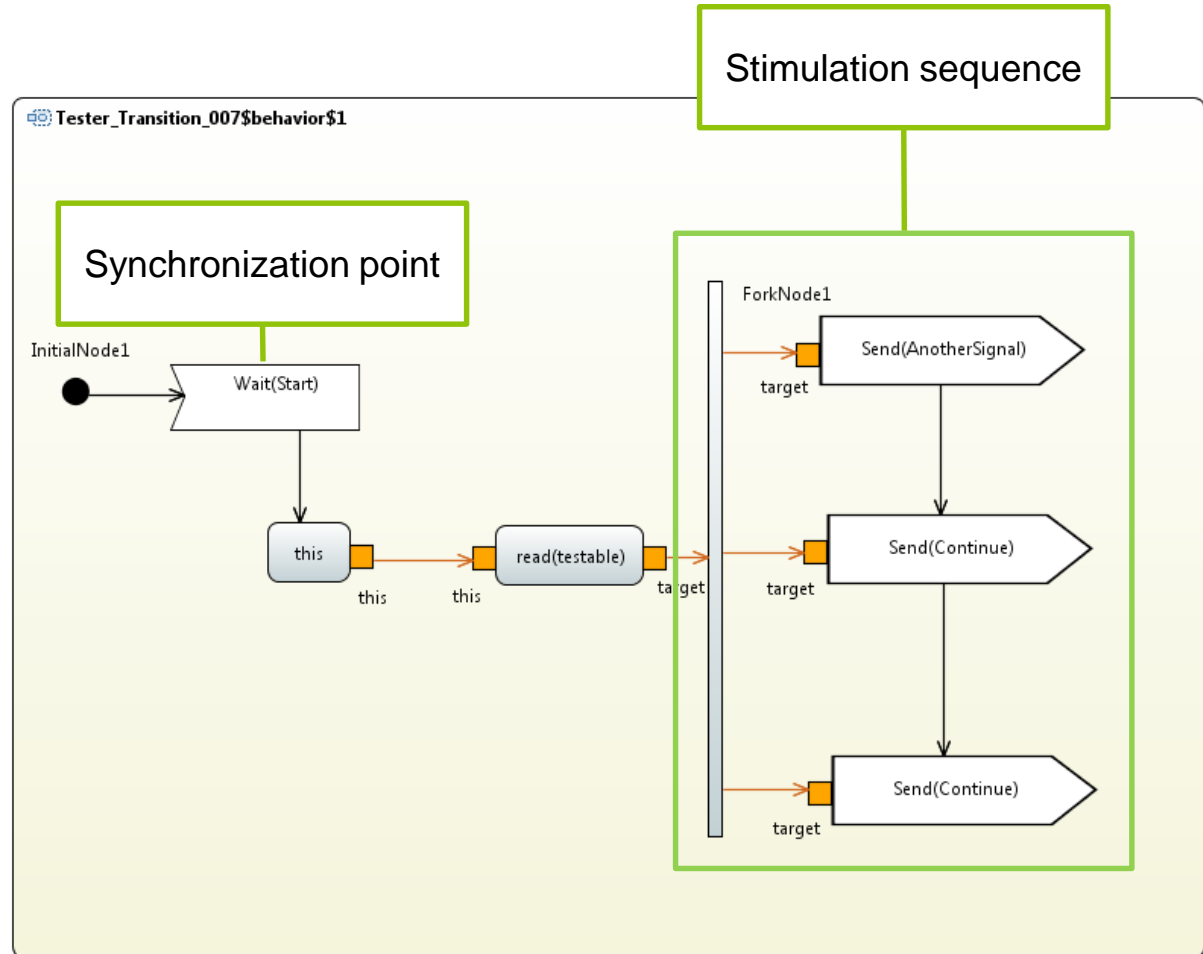 Stimulation sequence
Tester_Transition_007$behavior$1
Synchronization point
InitialNode1
Wait(Start)
ForkNode1
Send(AnotherSignal)
target
this
this
this
read(testable)
target
Send(Continue)
target
Send(Continue)
target